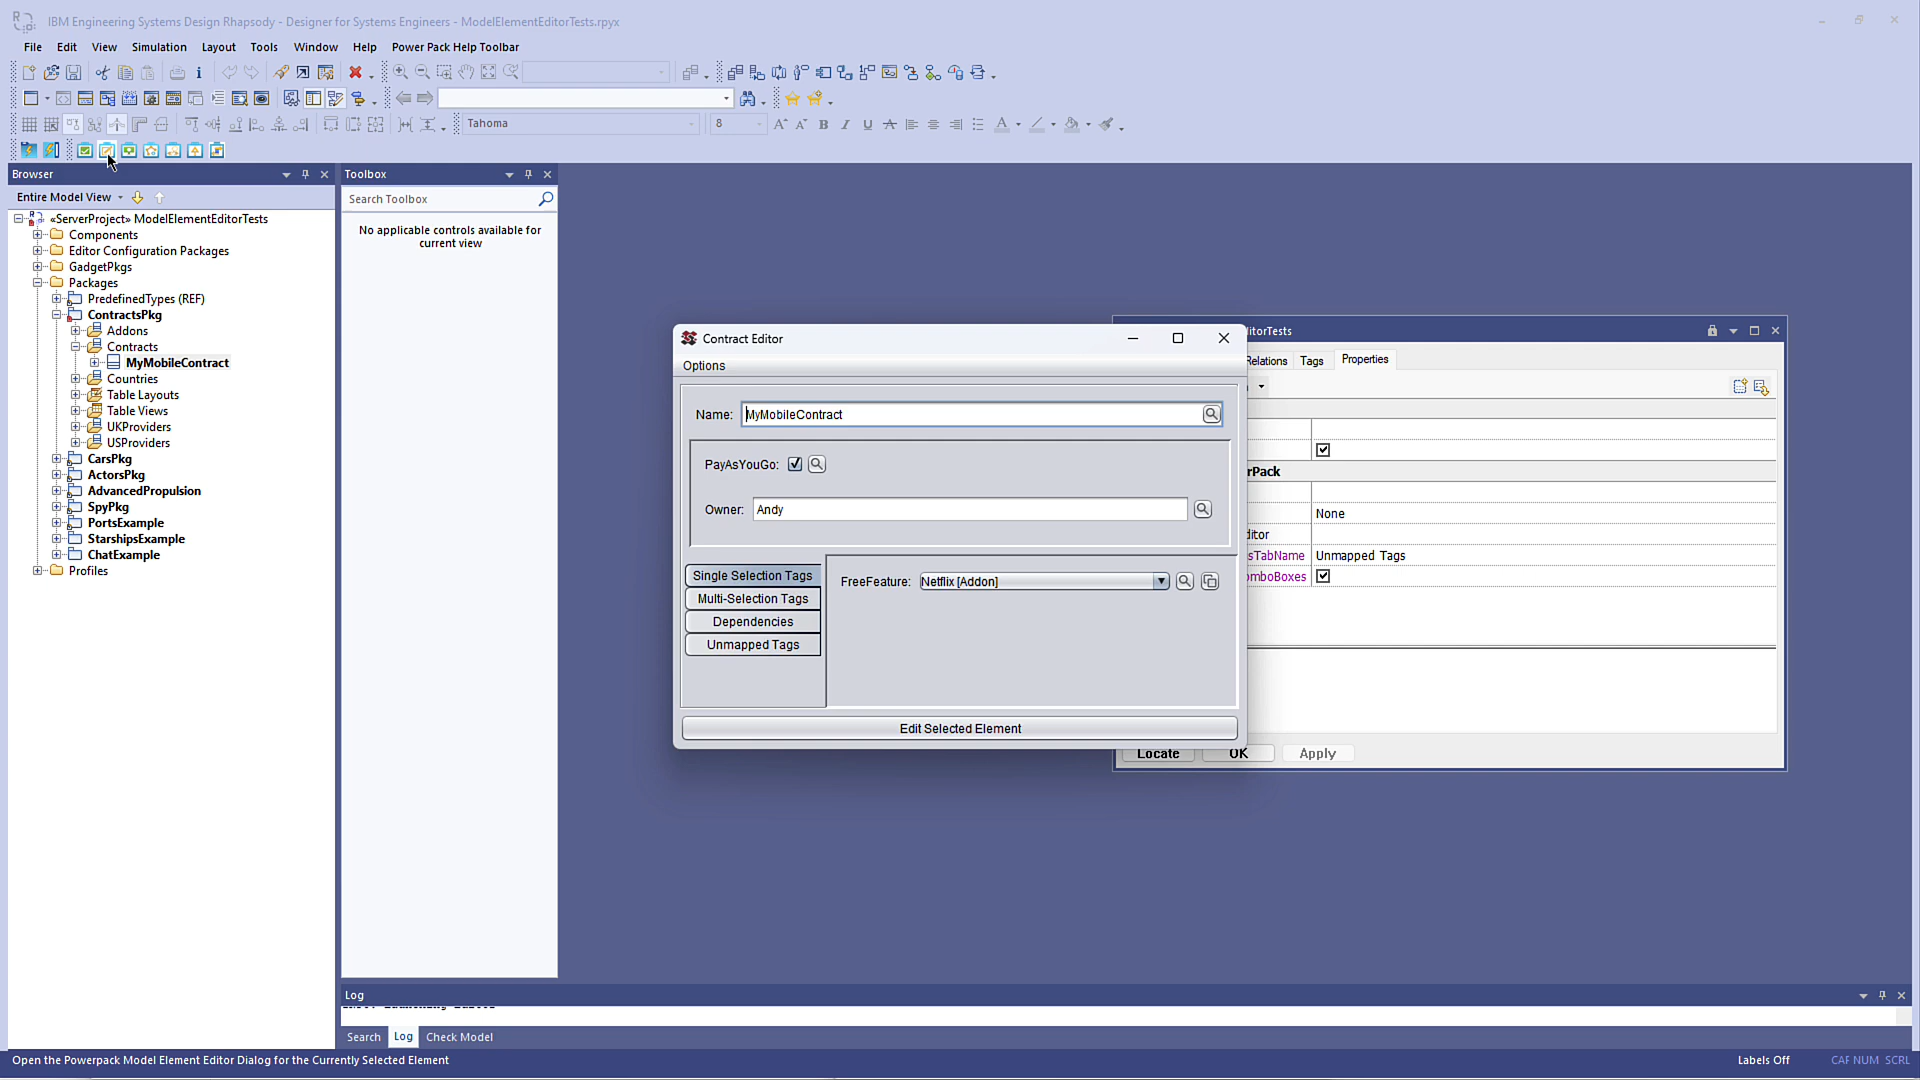 IBM Engineering Systems Design Rhapsody - Designer for Systems Engineers - ModelElementEditorTests.rpyx
File Edit View Simulation Layout Tools Window Help Power Pack Help Toolbar
Tahoma 8
Browser
Entire Model View
«ServerProject» ModelElementEditorTests
Components
Editor Configuration Packages
GadgetPkgs
Packages
PredefinedTypes (REF)
ContractsPkg
Addons
Contracts
MyMobileContract
Countries
Table Layouts
Table Views
UKProviders
USProviders
CarsPkg
ActorsPkg
AdvancedPropulsion
SpyPkg
PortsExample
StarshipsExample
ChatExample
Profiles
Toolbox
Search Toolbox
No applicable controls available for
current view
Contract Editor
Options
Name: MyMobileContract
PayAsYouGo:
Owner: Andy
Single Selection Tags
Multi-Selection Tags
Dependencies
Unmapped Tags
FreeFeature: Netflix [Addon]
Edit Selected Element
itorTests
Relations Tags Properties
rPack
None
ditor
sTabName Unmapped Tags
omboBoxes
Locate OK Apply
Log
Search Log Check Model
Open the Powerpack Model Element Editor Dialog for the Currently Selected Element
Labels Off
CAF NUM SCRL